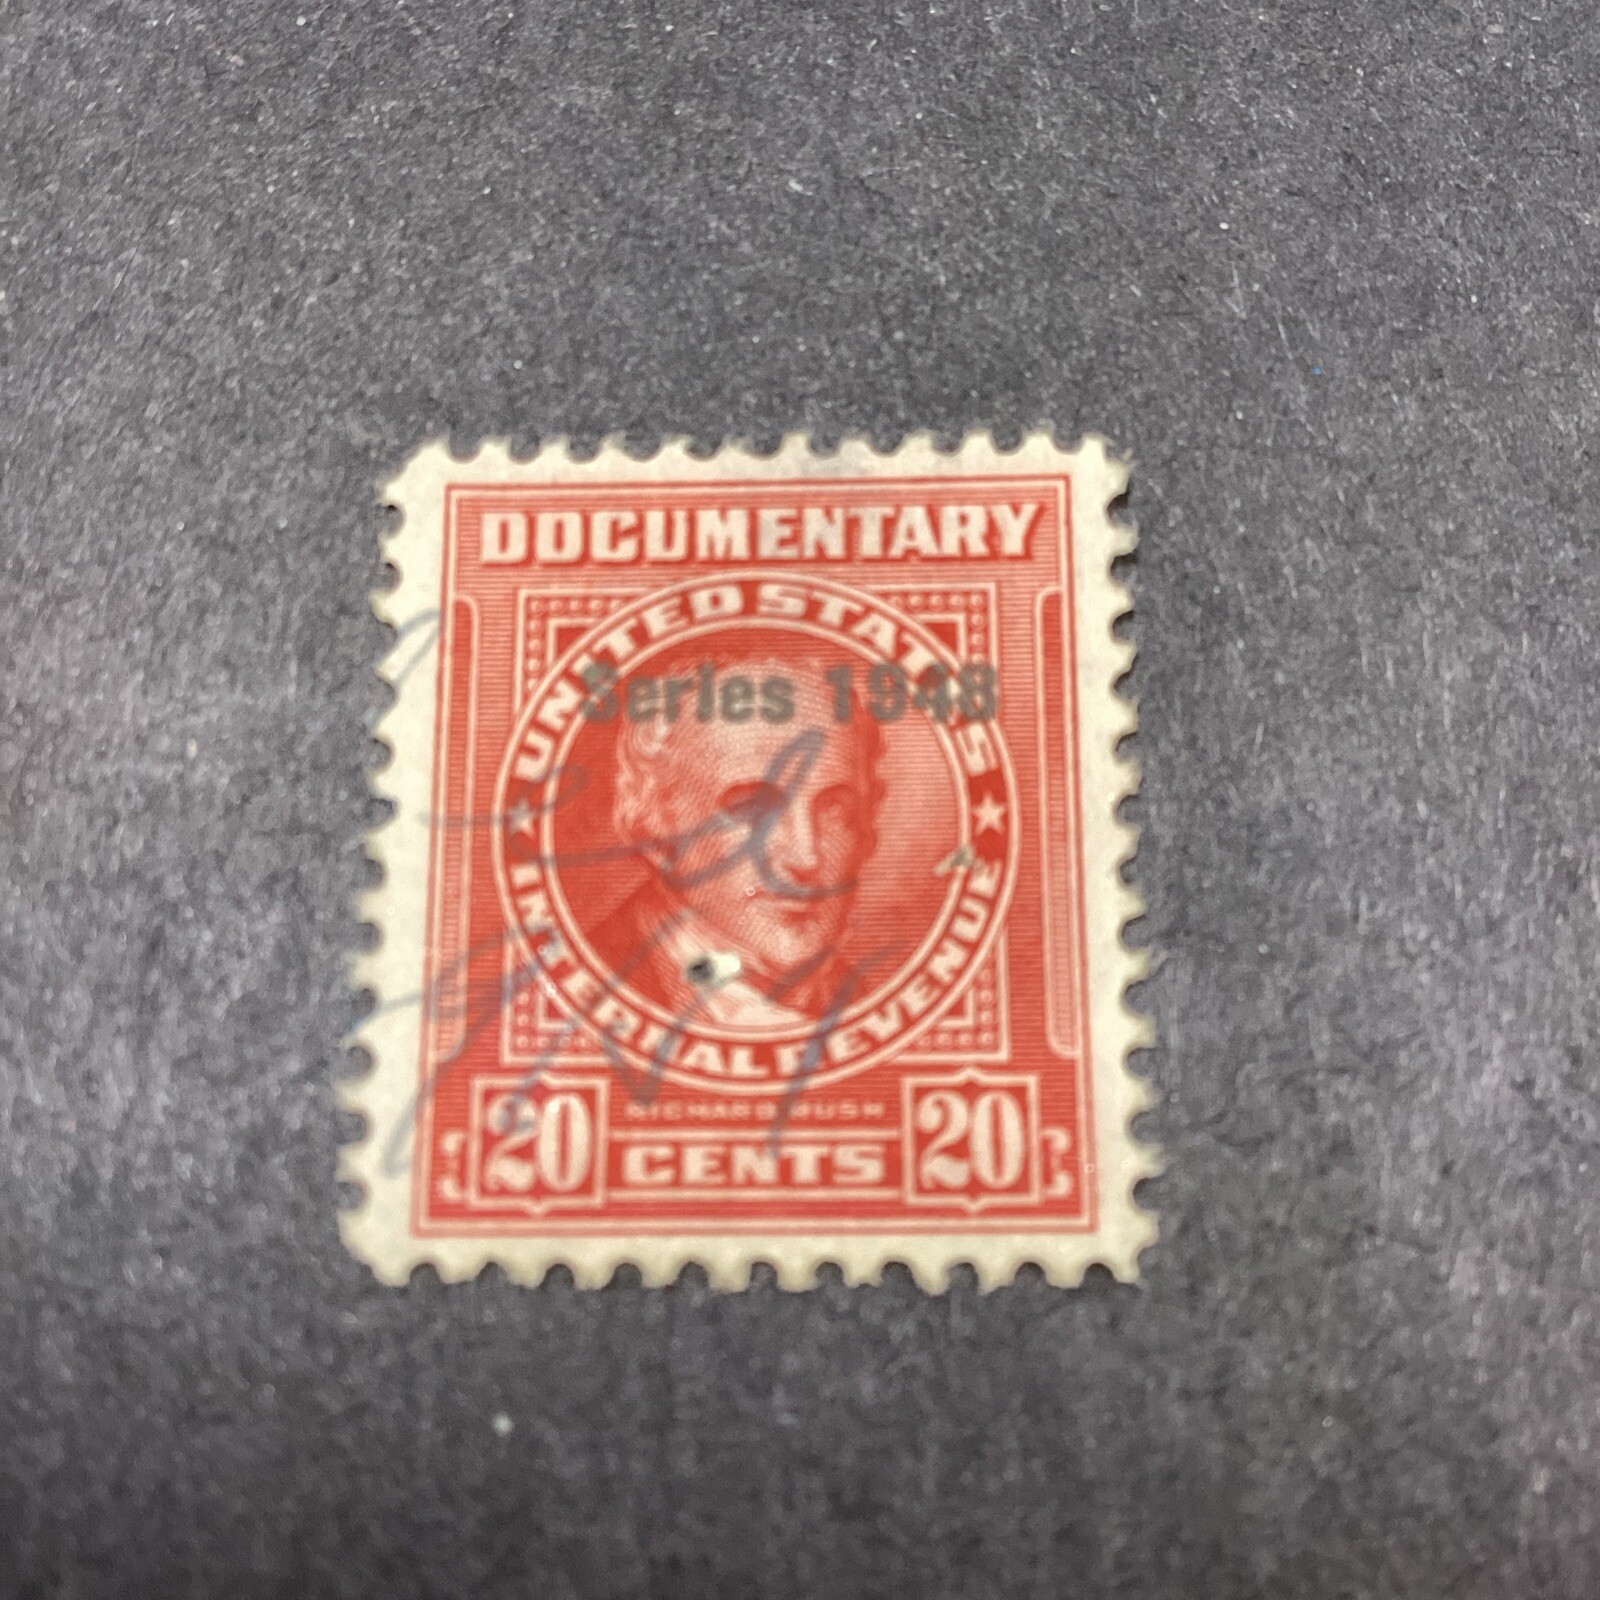 DOCUMENTARY
UNITED STATES
Series 1948
INTERNAL REVENUE
RICHARD RUSH
20 CENTS 20